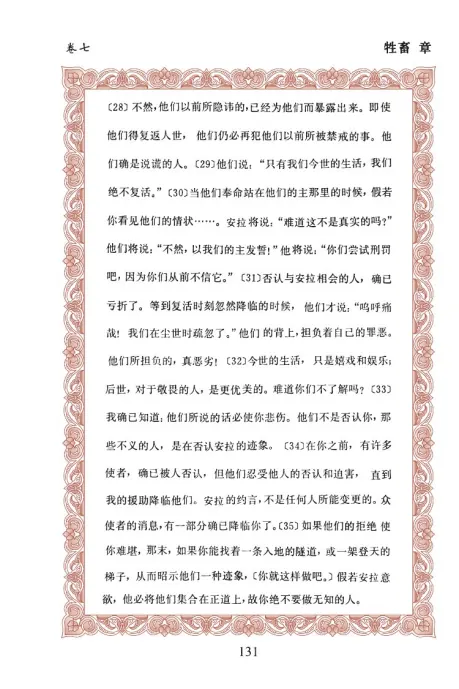 卷七
牲畜 章
〔28〕不然，他们以前所隐讳的，已经为他们而暴露出来。即使
他们得复返人世， 他们仍必再犯他们以前所被禁戒的事。他
们确是说谎的人。〔29〕他们说：“只有我们今世的生活，我们
绝不复活。”〔30〕当他们奉命站在他们的主那里的时候，假若
你看见他们的情状……。安拉将说：“难道这不是真实的吗？”
他们将说：“不然，以我们的主发誓！”他将说：“你们尝试刑罚
吧，因为你们从前不信它。”〔31〕否认与安拉相会的人，确已
亏折了。等到复活时刻忽然降临的时候， 他们才说：“呜呼痛
哉！我们在尘世时疏忽了。”他们的背上，担负着自己的罪恶。
他们所担负的，真恶劣！〔32〕今世的生活，只是嬉戏和娱乐；
后世，对于敬畏的人，是更优美的。难道你们不了解吗？〔33〕
我确已知道：他们所说的话必使你悲伤。他们不是否认你，那
些不义的人，是在否认安拉的迹象。〔34〕在你之前，有许多
使者，确已被人否认，但他们忍受他人的否认和迫害， 直到
我的援助降临他们。安拉的约言，不是任何人所能变更的。众
使者的消息，有一部分确已降临你了。〔35〕如果他们的拒绝 使
你难堪，那末，如果你能找着一条入地的隧道，或一架登天的
梯子，从而昭示他们一种迹象，〔你就这样做吧。〕假若安拉意
欲，他必将他们集合在正道上，故你绝不要做无知的人。
131